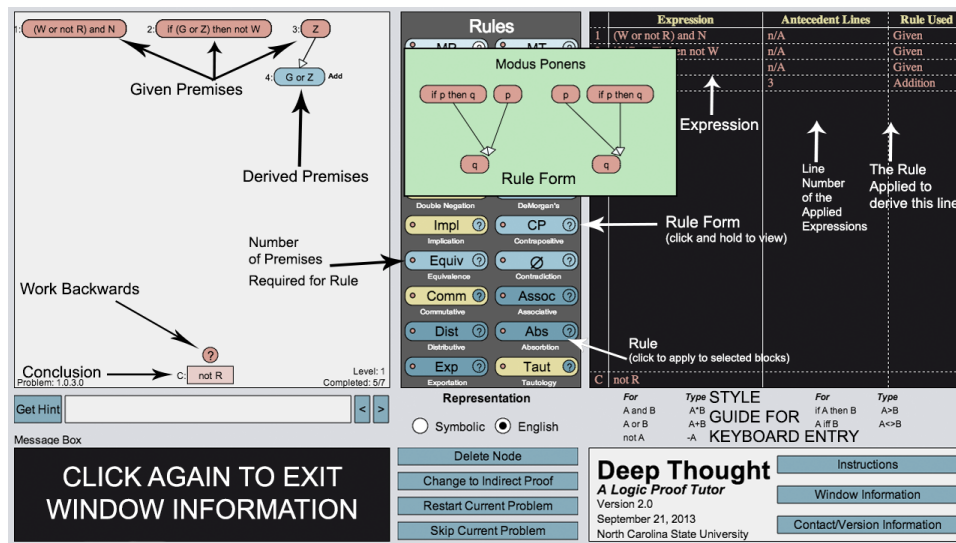 1: (W or not R) and N
2: if (G or Z) then not W
3: Z
4: G or Z Add
Given Premises
Derived Premises
Number
of Premises
Required for Rule
Work Backwards
?
Conclusion
C: not R
Problem: 1.0.3.0
Level: 1
Completed: 5/7
Rules
MP ? MT ?
Modus Ponens
if p then q p p if p then q
q q
Rule Form
Double Negation DeMorgan's
Impl ? CP ?
Implication Contrapositive
Equiv ? Ø ?
Equivalence Contradiction
Comm ? Assoc ?
Commutative Associative
Dist ? Abs ?
Distributive Absorbtion
Exp ? Taut ?
Exportation Tautology
Expression Antecedent Lines Rule Used
1 (W or not R) and N n/A Given
en not W n/A Given
n/A Given
3 Addition
Expression
Line
Number
of the
Applied
Expressions
The Rule
Applied to
derive this line
Rule Form
(click and hold to view)
Rule
(click to apply to selected blocks)
C not R
Get Hint < >
Message Box
Representation
Symbolic English
For Type STYLE For Type
A and B A*B GUIDE FOR if A then B A>B
A or B A+B A iff B A<>B
not A -A KEYBOARD ENTRY
CLICK AGAIN TO EXIT
WINDOW INFORMATION
Delete Node
Change to Indirect Proof
Restart Current Problem
Skip Current Problem
Deep Thought
A Logic Proof Tutor
Version 2.0
September 21, 2013
North Carolina State University
Instructions
Window Information
Contact/Version Information